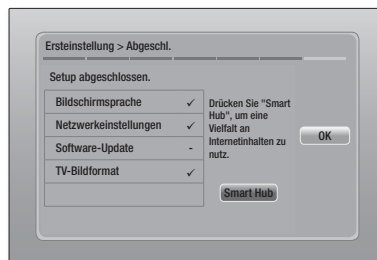 Ersteinstellung > Abgeschl.
Setup abgeschlossen.
Bildschirmsprache ✓
Netzwerkeinstellungen ✓
Software-Update -
TV-Bildformat ✓
Drücken Sie "Smart
Hub", um eine
Vielfalt an
Internetinhalten zu
nutz.
Smart Hub
OK